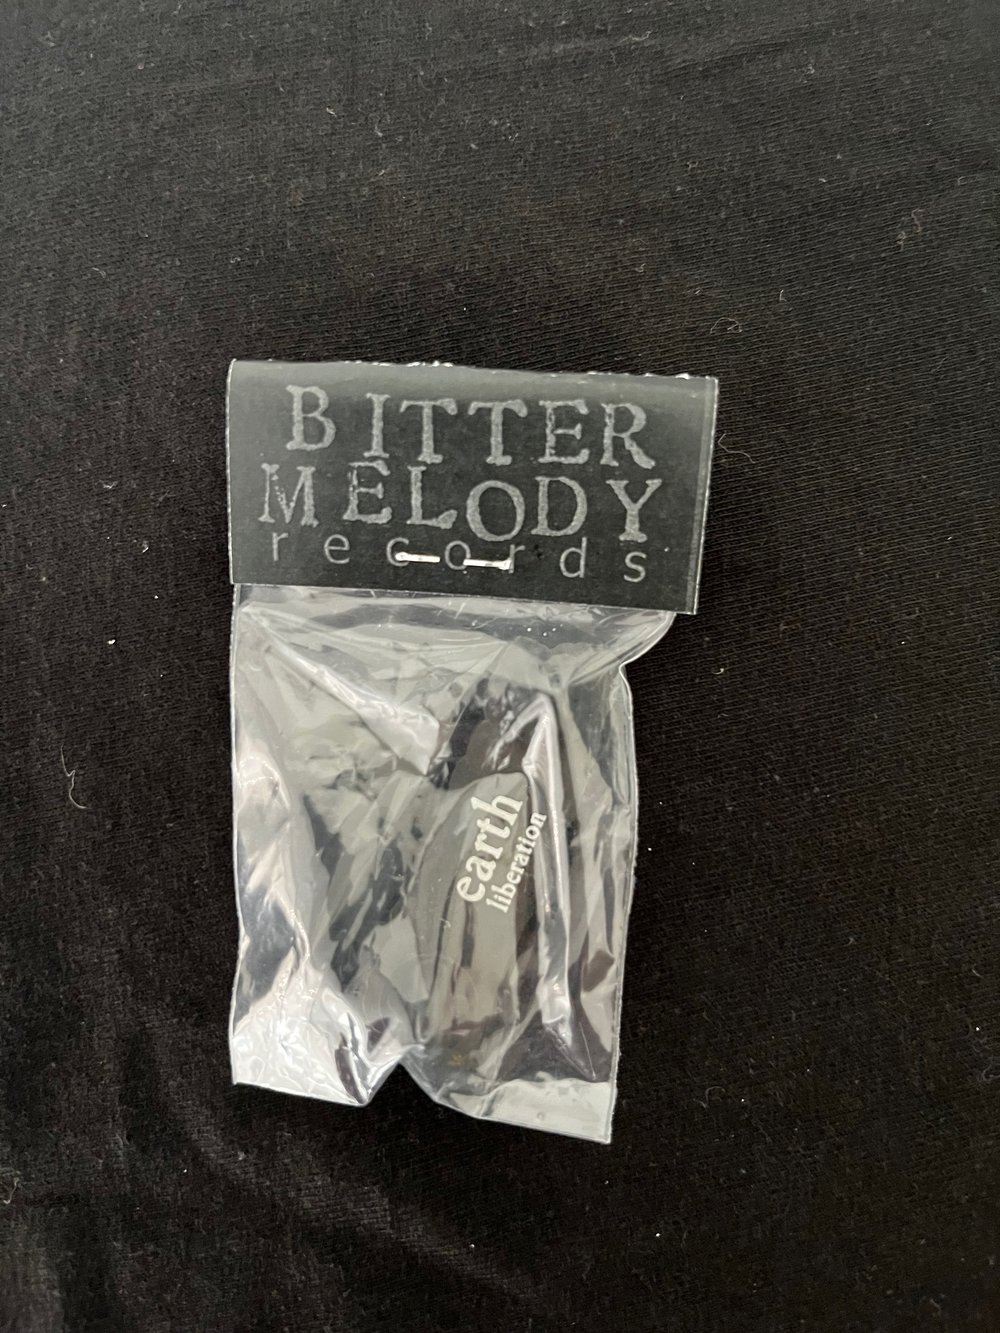 BITTER
MELODY
records
earth
liberation